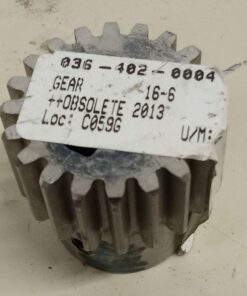 036-402-0004
GEAR 16-6
++OBSOLETE 2013
Loc: C059G U/M: